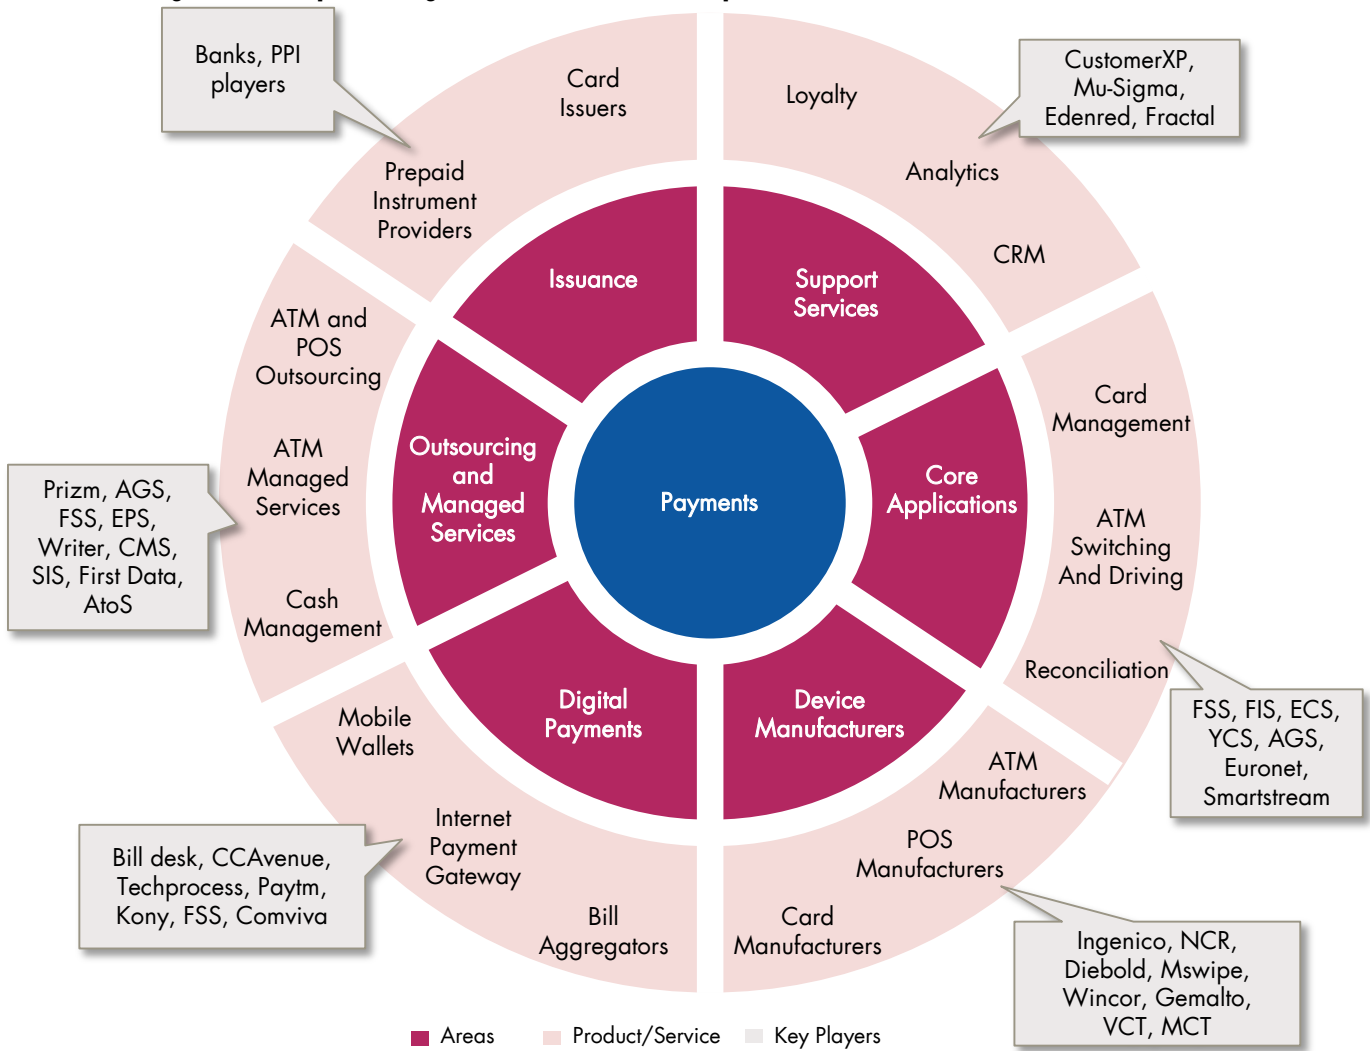 Banks, PPI
players
Card
Issuers
Prepaid
Instrument
Providers
Loyalty
Analytics
CRM
CustomerXP,
Mu-Sigma,
Edenred, Fractal
Issuance
Support
Services
ATM and
POS
Outsourcing
ATM
Managed
Services
Cash
Management
Outsourcing
and
Managed
Services
Payments
Core
Applications
Card
Management
ATM
Switching
And Driving
Reconciliation
Prizm, AGS,
FSS, EPS,
Writer, CMS,
SIS, First Data,
AtoS
FSS, FIS, ECS,
YCS, AGS,
Euronet,
Smartstream
Digital
Payments
Device
Manufacturers
Mobile
Wallets
Internet
Payment
Gateway
Bill
Aggregators
ATM
Manufacturers
POS
Manufacturers
Card
Manufacturers
Bill desk, CCAvenue,
Techprocess, Paytm,
Kony, FSS, Comviva
Ingenico, NCR,
Diebold, Mswipe,
Wincor, Gemalto,
VCT, MCT
Areas
Product/Service
Key Players